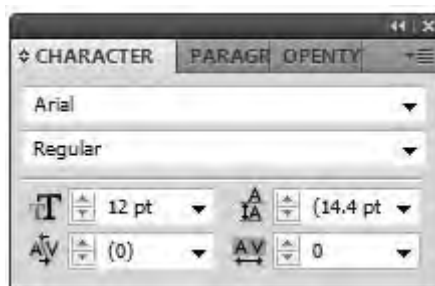 CHARACTER PARAGR OPENTY
Arial
Regular
12 pt (14.4 pt
(0) 0